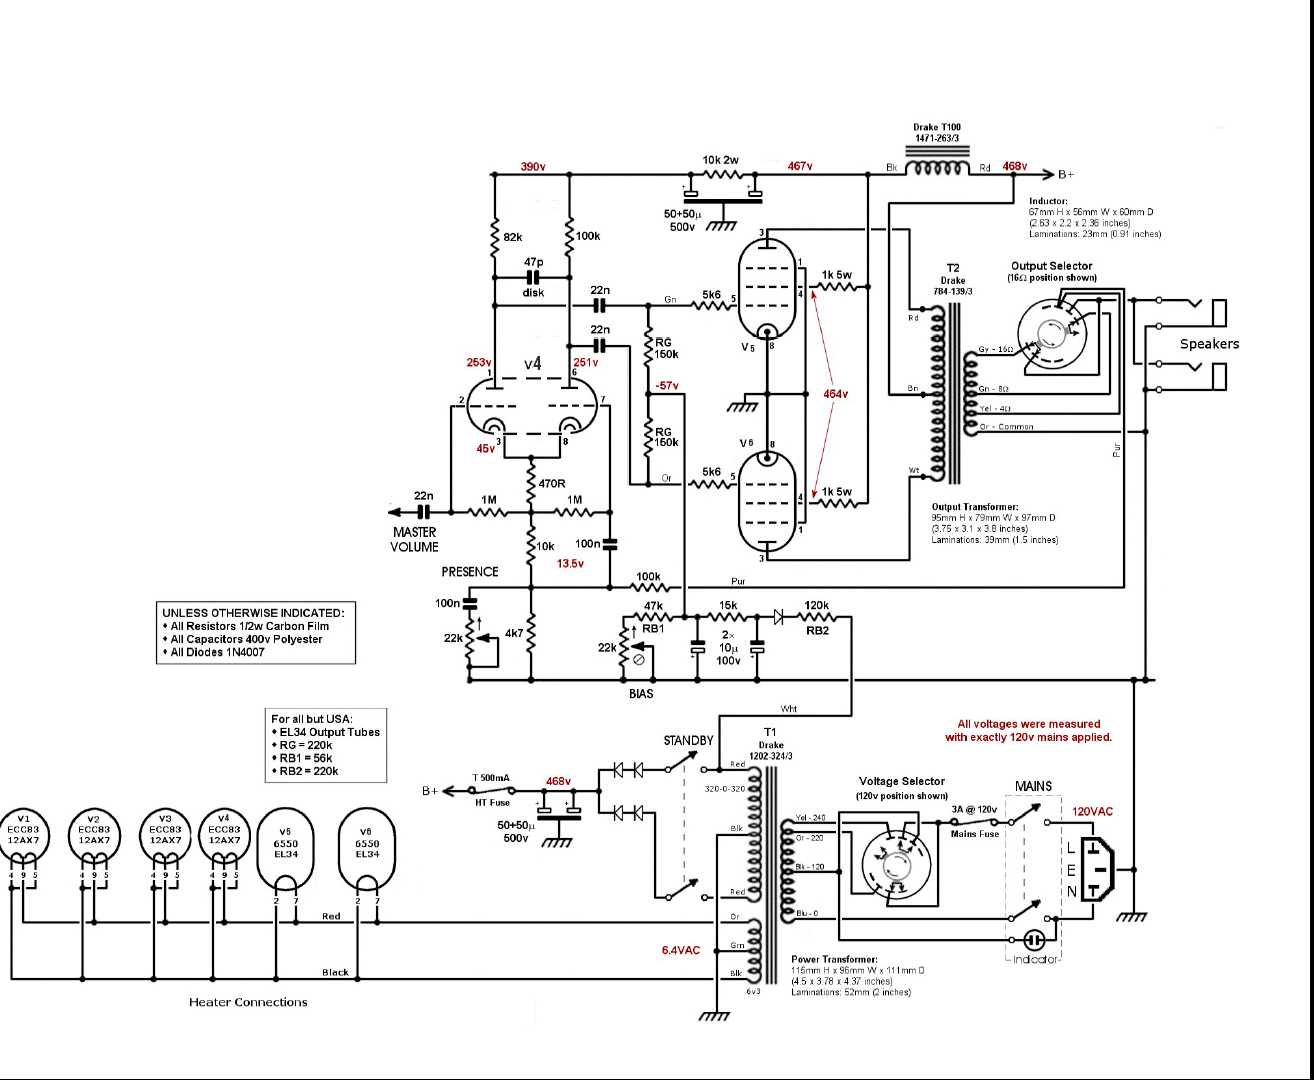 Drake T100
1471-263/3
390v
10k 2w
467v
Bk
Rd
468v
B+
50+50µ
500v
Inductor:
67mm H x 56mm W x 60mm D
(2.63 x 2.2 x 2.36 inches)
Laminations: 23mm (0.91 inches)
82k
100k
47p
disk
22n
22n
Gn
5k6
5
3
1
4
1k 5w
T2
Drake
784-139/3
Output Selector
(16Ω position shown)
Rd
Gy - 16Ω
Speakers
RG
150k
V5
8
253v
v4
251v
1
6
-57v
464v
Bn
Gn - 8Ω
Yel - 4Ω
Or - Common
2
7
45v
3
8
RG
150k
V6
8
Pur
Or
5k6
5
4
1
3
1k 5w
Wt
470R
22n
1M
1M
MASTER
VOLUME
10k
100n
13.5v
Output Transformer:
95mm H x 79mm W x 97mm D
(3.75 x 3.1 x 3.8 inches)
Laminations: 39mm (1.5 inches)
PRESENCE
100k
Pur
100n
22k
4k7
47k
RB1
15k
120k
RB2
22k
2x
10µ
100v
BIAS
UNLESS OTHERWISE INDICATED:
• All Resistors 1/2w Carbon Film
• All Capacitors 400v Polyester
• All Diodes 1N4007
For all but USA:
• EL34 Output Tubes
• RG = 220k
• RB1 = 56k
• RB2 = 220k
Wht
All voltages were measured
with exactly 120v mains applied.
STANDBY
T1
Drake
1202-324/3
Red
320-0-320
Blk
Red
B+
T 500mA
HT Fuse
468v
50+50µ
500v
Voltage Selector
(120v position shown)
MAINS
3A @ 120v
Mains Fuse
120VAC
L
E
N
Yel - 240
Or - 220
Blk - 120
Blu - 0
Indicator
V1
ECC83
12AX7
V2
ECC83
12AX7
V3
ECC83
12AX7
V4
ECC83
12AX7
V5
6550
EL34
V6
6550
EL34
4 9 5
4 9 5
4 9 5
4 9 5
2 7
2 7
Red
Or
6.4VAC
Grn
Black
Blk
6v3
Heater Connections
Power Transformer:
115mm H x 96mm W x 111mm D
(4.5 x 3.78 x 4.37 inches)
Laminations: 52mm (2 inches)